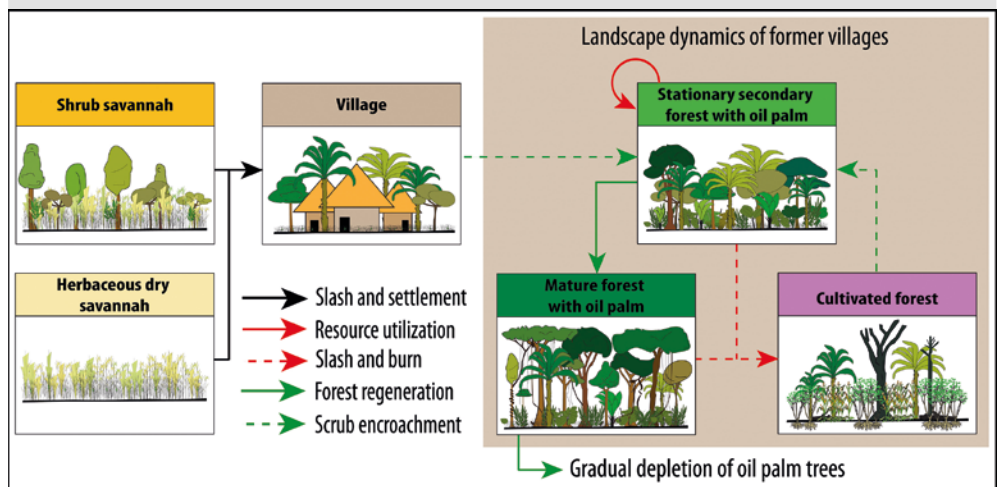 Landscape dynamics of former villages
Shrub savannah
Village
Stationary secondary
forest with oil palm
Herbaceous dry
savannah
Mature forest
with oil palm
Cultivated forest
Slash and settlement
Resource utilization
Slash and burn
Forest regeneration
Scrub encroachment
Gradual depletion of oil palm trees